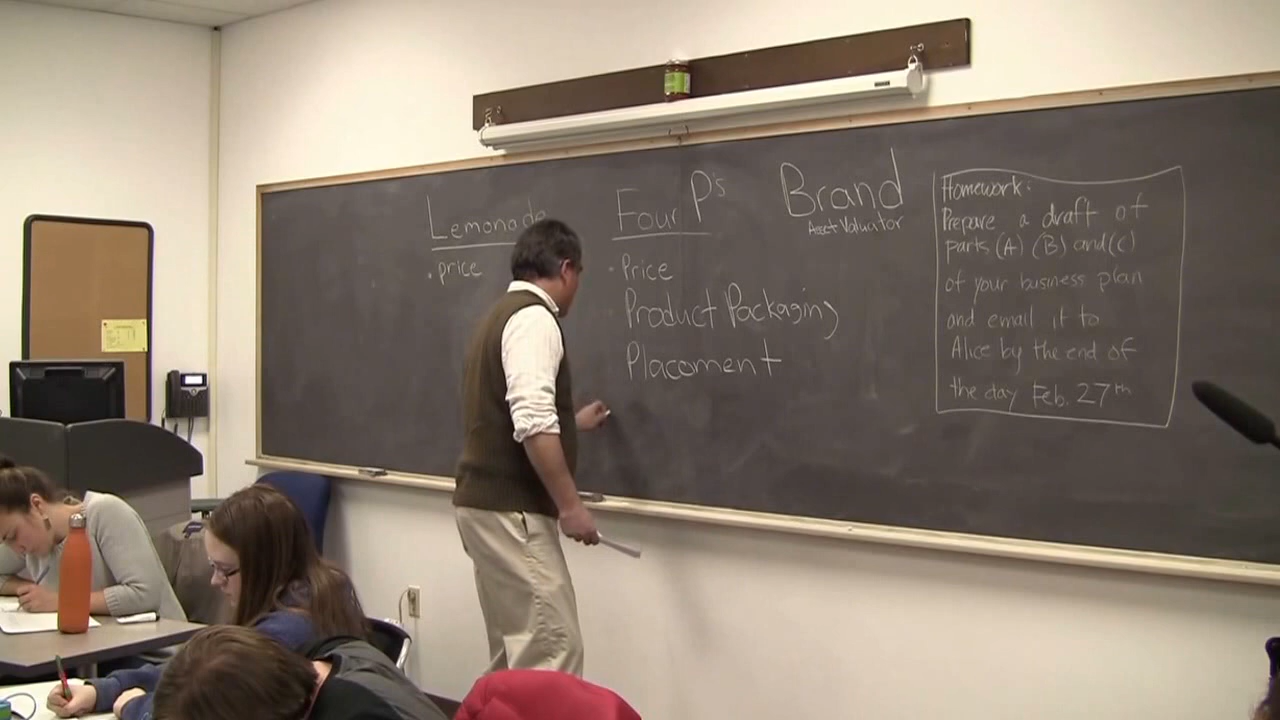 Lemonade
. price
Four P's
. Price
Product Packaging
Placoment
Brand
Asset Valuator
Homework:
Prepare a draft of
parts (A) (B) and (C)
of your business plan
and email it to
Alice by the end of
the day Feb. 27th